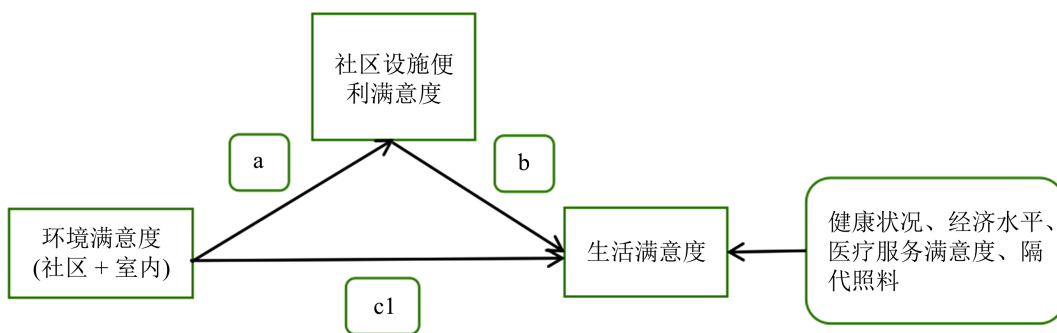 社区设施便
利满意度
a
b
环境满意度
(社区 + 室内)
生活满意度
健康状况、经济水平、
医疗服务满意度、隔
代照料
c1